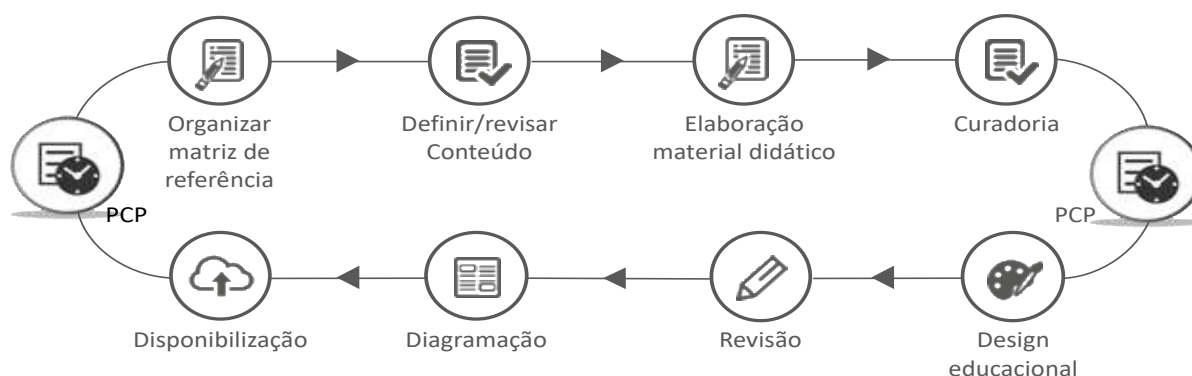 Organizar
matriz de
referência
Definir/revisar
Conteúdo
Elaboração
material didático
Curadoria
PCP
PCP
Disponibilização
Diagramação
Revisão
Design
educacional